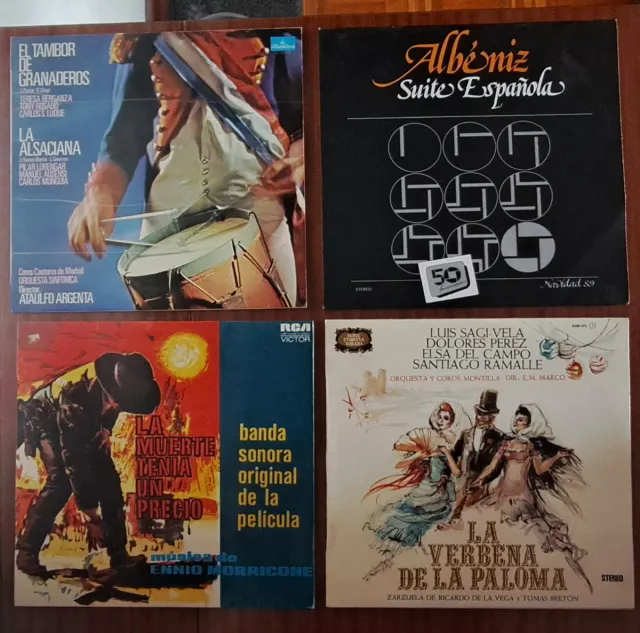 EL TAMBOR
DE
GRANADEROS
TERESA BERGANZA
TONY ROSADO
CARLOS S. LUQUE
LA
ALSACIANA
PILAR LORENGAR
MANUEL AUSENSI
CARLOS MUNGUIA
Coros Cantores de Madrid
ORQUESTA SINFONICA
Director:
ATAULFO ARGENTA
alhambra
Albéniz
Suite Española
50
STEREO
Navidad 89
RCA
VICTOR
LA
MUERTE
TENIA
UN
PRECIO
banda
sonora
original
de la
película
música de
ENNIO MORRICONE
LUIS SAGI-VELA
DOLORES PEREZ
ELSA DEL CAMPO
SANTIAGO RAMALLE
ORQUESTA Y COROS MONTILLA DIR.: E.M. MARCO
LA
VERBENA
DE LA PALOMA
STEREO
ZARZUELA DE RICARDO DE LA VEGA y TOMAS BRETON